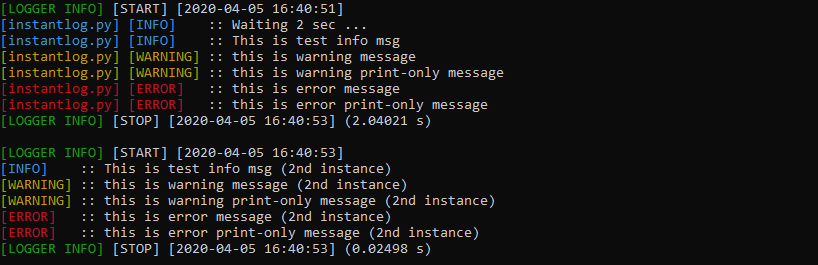 [LOGGER INFO] [START] [2020-04-05 16:40:51]
[instantlog.py] [INFO]    :: Waiting 2 sec ...
[instantlog.py] [INFO]    :: This is test info msg
[instantlog.py] [WARNING] :: this is warning message
[instantlog.py] [WARNING] :: this is warning print-only message
[instantlog.py] [ERROR]   :: this is error message
[instantlog.py] [ERROR]   :: this is error print-only message
[LOGGER INFO] [STOP] [2020-04-05 16:40:53] (2.04021 s)
[LOGGER INFO] [START] [2020-04-05 16:40:53]
[INFO]    :: This is test info msg (2nd instance)
[WARNING] :: this is warning message (2nd instance)
[WARNING] :: this is warning print-only message (2nd instance)
[ERROR]   :: this is error message (2nd instance)
[ERROR]   :: this is error print-only message (2nd instance)
[LOGGER INFO] [STOP] [2020-04-05 16:40:53] (0.02498 s)